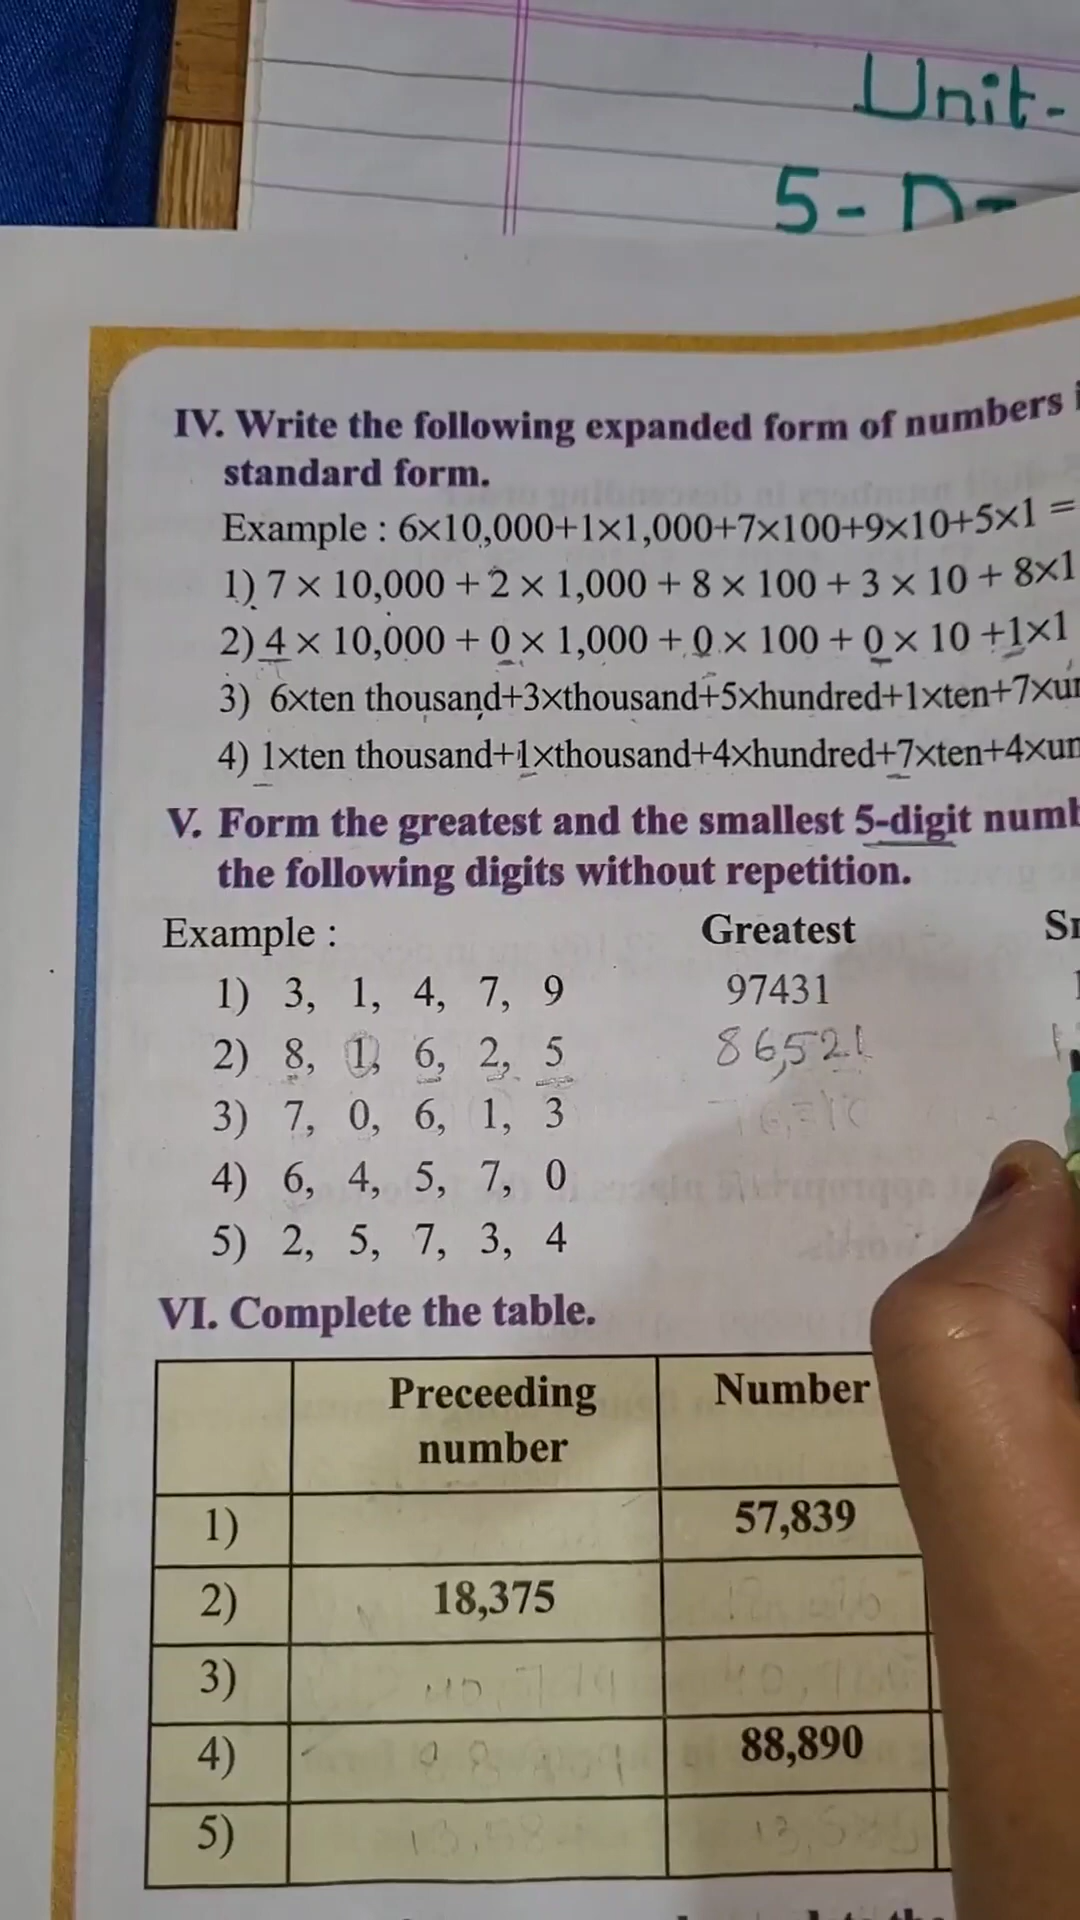 Unit-
5-
IV. Write the following expanded form of numbers
standard form.
Example : 6×10,000+1×1,000+7×100+9×10+5×1 =
1) 7 × 10,000 + 2 × 1,000 + 8 × 100 + 3 × 10 + 8×1
2) 4 × 10,000 + 0 × 1,000 + 0 × 100 + 0 × 10 +1×1
3) 6×ten thousand+3×thousand+5×hundred+1×ten+7×
4) 1×ten thousand+1×thousand+4×hundred+7×ten+4×
V. Form the greatest and the smallest 5-digit
the following digits without repetition.
Example : Greatest
1) 3, 1, 4, 7, 9 97431
2) 8, 1, 6, 2, 5 86,521
3) 7, 0, 6, 1, 3
4) 6, 4, 5, 7, 0
5) 2, 5, 7, 3, 4
VI. Complete the table.
Preceeding number Number
1) 57,839
2) 18,375
3)
4) 88,890
5)